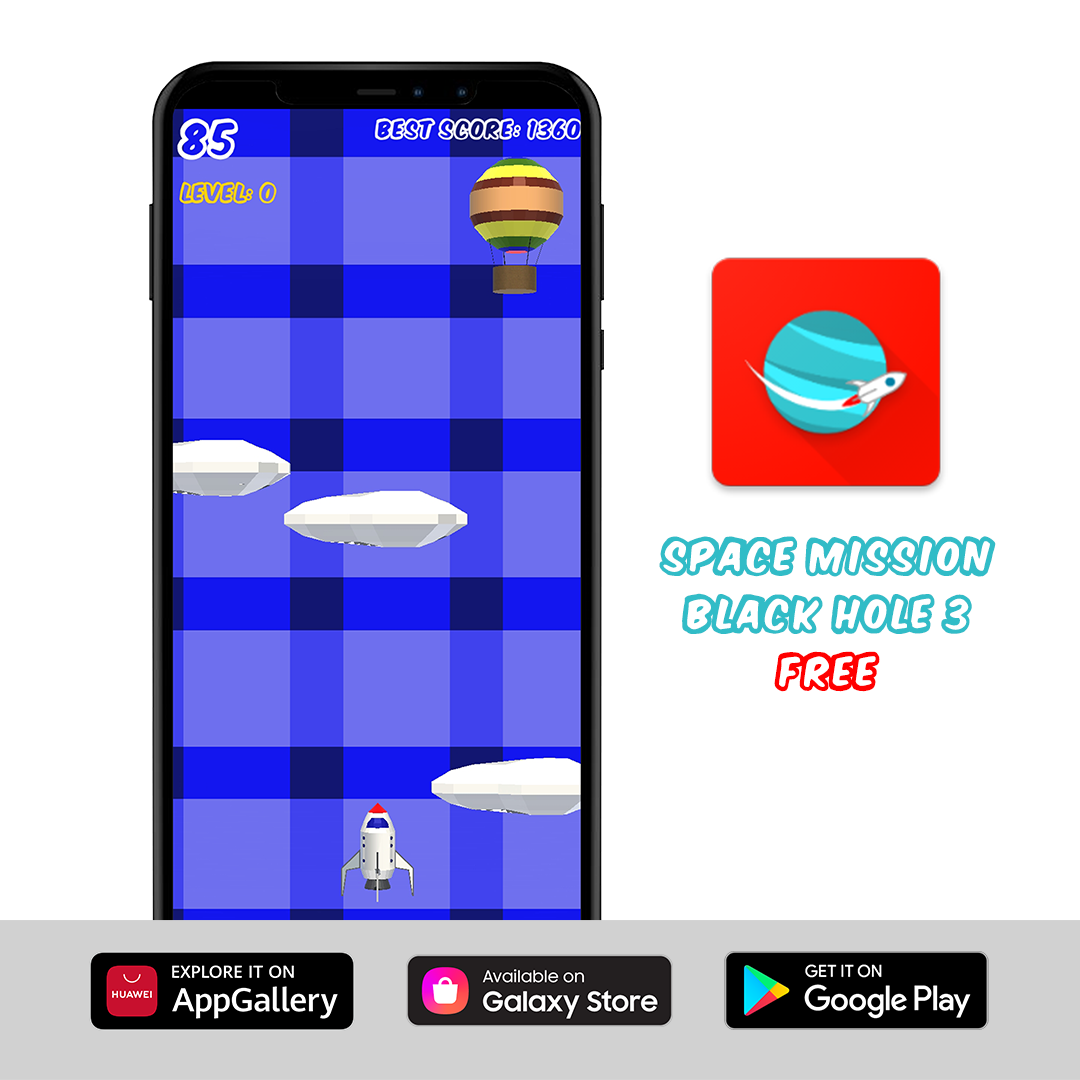 85
BEST SCORE: 1360
LEVEL: 0
SPACE MISSION
BLACK HOLE 3
FREE
HUAWEI
EXPLORE IT ON
AppGallery
Available on
Galaxy Store
GET IT ON
Google Play